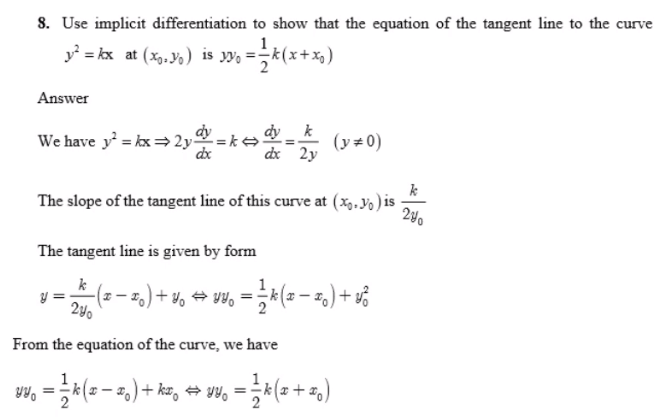 8. Use implicit differentiation to show that the equation of the tangent line to the curve
y² = kx at (x₀, y₀) is yy₀ = 1/2 k(x + x₀)
Answer
We have y² = kx ⇒ 2y dy/dx = k ⇔ dy/dx = k/2y (y ≠ 0)
The slope of the tangent line of this curve at (x₀, y₀) is k/2y₀
The tangent line is given by form
y = k/2y₀ (x − x₀) + y₀ ⇔ yy₀ = 1/2 k(x − x₀) + y₀²
From the equation of the curve, we have
yy₀ = 1/2 k(x − x₀) + kx₀ ⇔ yy₀ = 1/2 k(x + x₀)